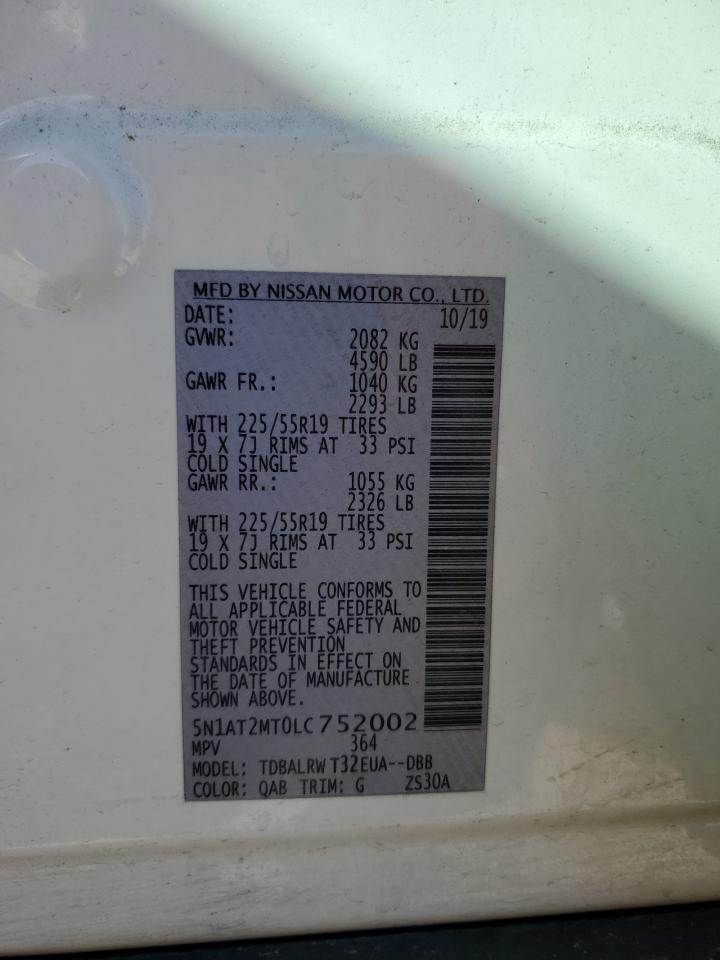 MFD BY NISSAN MOTOR CO., LTD.
DATE: 10/19
GVWR: 2082 KG
4590 LB
GAWR FR.: 1040 KG
2293 LB
WITH 225/55R19 TIRES
19 X 7J RIMS AT 33 PSI
COLD SINGLE
GAWR RR.: 1055 KG
2326 LB
WITH 225/55R19 TIRES
19 X 7J RIMS AT 33 PSI
COLD SINGLE
THIS VEHICLE CONFORMS TO
ALL APPLICABLE FEDERAL
MOTOR VEHICLE SAFETY AND
THEFT PREVENTION
STANDARDS IN EFFECT ON
THE DATE OF MANUFACTURE
SHOWN ABOVE.
5N1AT2MT0LC752002
MPV 364
MODEL: TDBALRW T32EUA--DBB
COLOR: QAB TRIM: G ZS30A